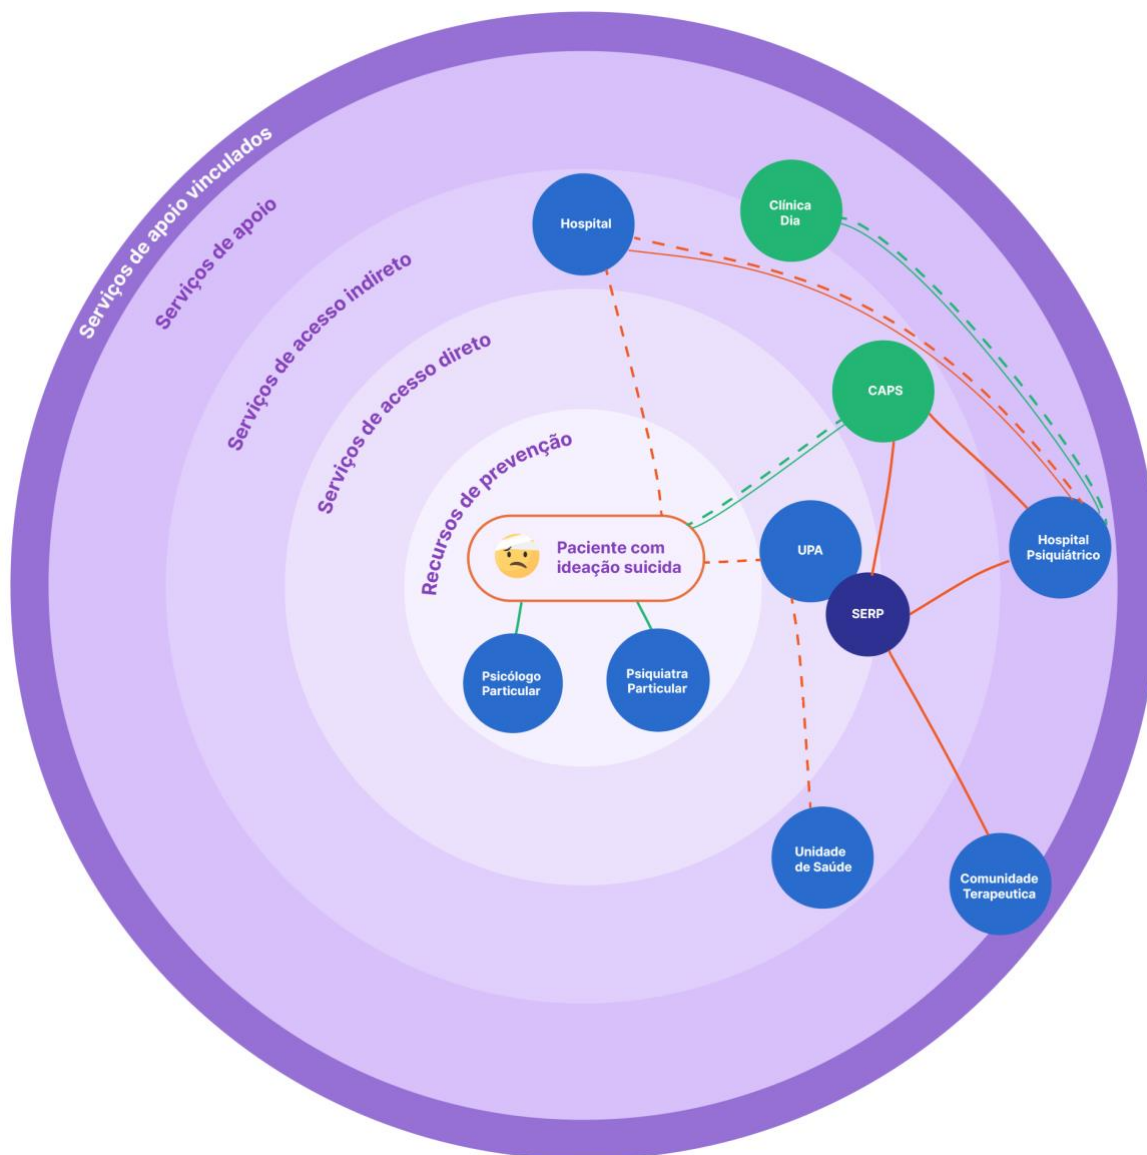 Serviços de apoio vinculados
Serviços de apoio
Serviços de acesso indireto
Serviços de acesso direto
Recursos de prevenção
Hospital
Clínica
Dia
CAPS
Paciente com
ideação suicida
UPA
Hospital
Psiquiátrico
SERP
Psicólogo
Particular
Psiquiatra
Particular
Unidade
de Saúde
Comunidade
Terapeutica